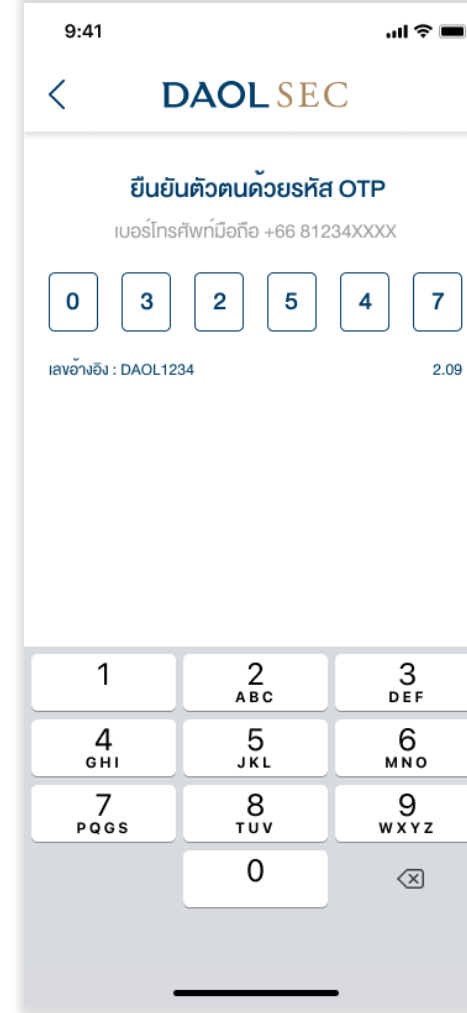 9:41
DAOL SEC
ยืนยันตัวตนด้วยรหัส OTP
เบอร์โทรศัพท์มือถือ +66 81234XXXX
0 3 2 5 4 7
เลขอ้างอิง : DAOL1234 2.09
1 2 3
ABC DEF
4 5 6
GHI JKL MNO
7 8 9
PQGS TUV WXYZ
0